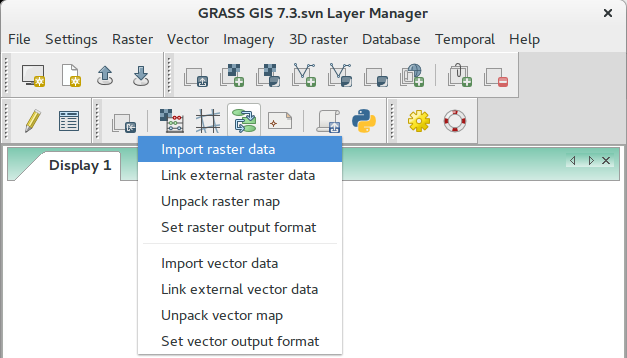 GRASS GIS 7.3.svn Layer Manager
File Settings Raster Vector Imagery 3D raster Database Temporal Help
Display 1
Import raster data
Link external raster data
Unpack raster map
Set raster output format
Import vector data
Link external vector data
Unpack vector map
Set vector output format